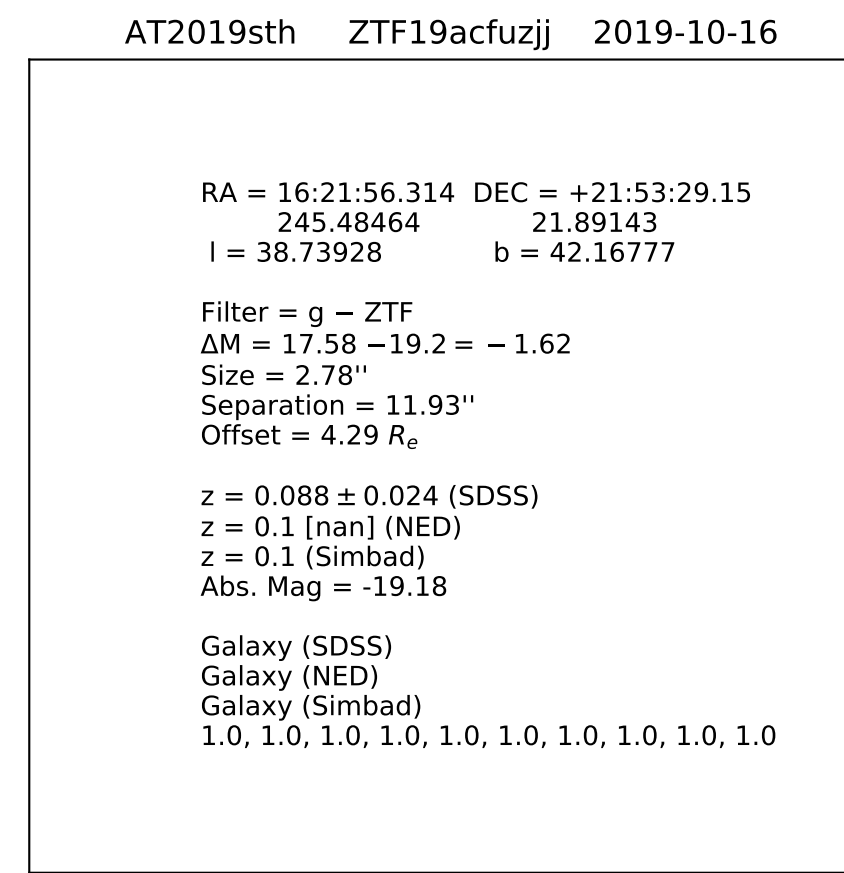 AT2019sth ZTF19acfuzjj 2019-10-16
RA = 16:21:56.314 DEC = +21:53:29.15
245.48464 21.89143
l = 38.73928 b = 42.16777
Filter = g − ZTF
ΔM = 17.58 −19.2 = − 1.62
Size = 2.78''
Separation = 11.93''
Offset = 4.29 Rₑ
z = 0.088 ± 0.024 (SDSS)
z = 0.1 [nan] (NED)
z = 0.1 (Simbad)
Abs. Mag = -19.18
Galaxy (SDSS)
Galaxy (NED)
Galaxy (Simbad)
1.0, 1.0, 1.0, 1.0, 1.0, 1.0, 1.0, 1.0, 1.0, 1.0